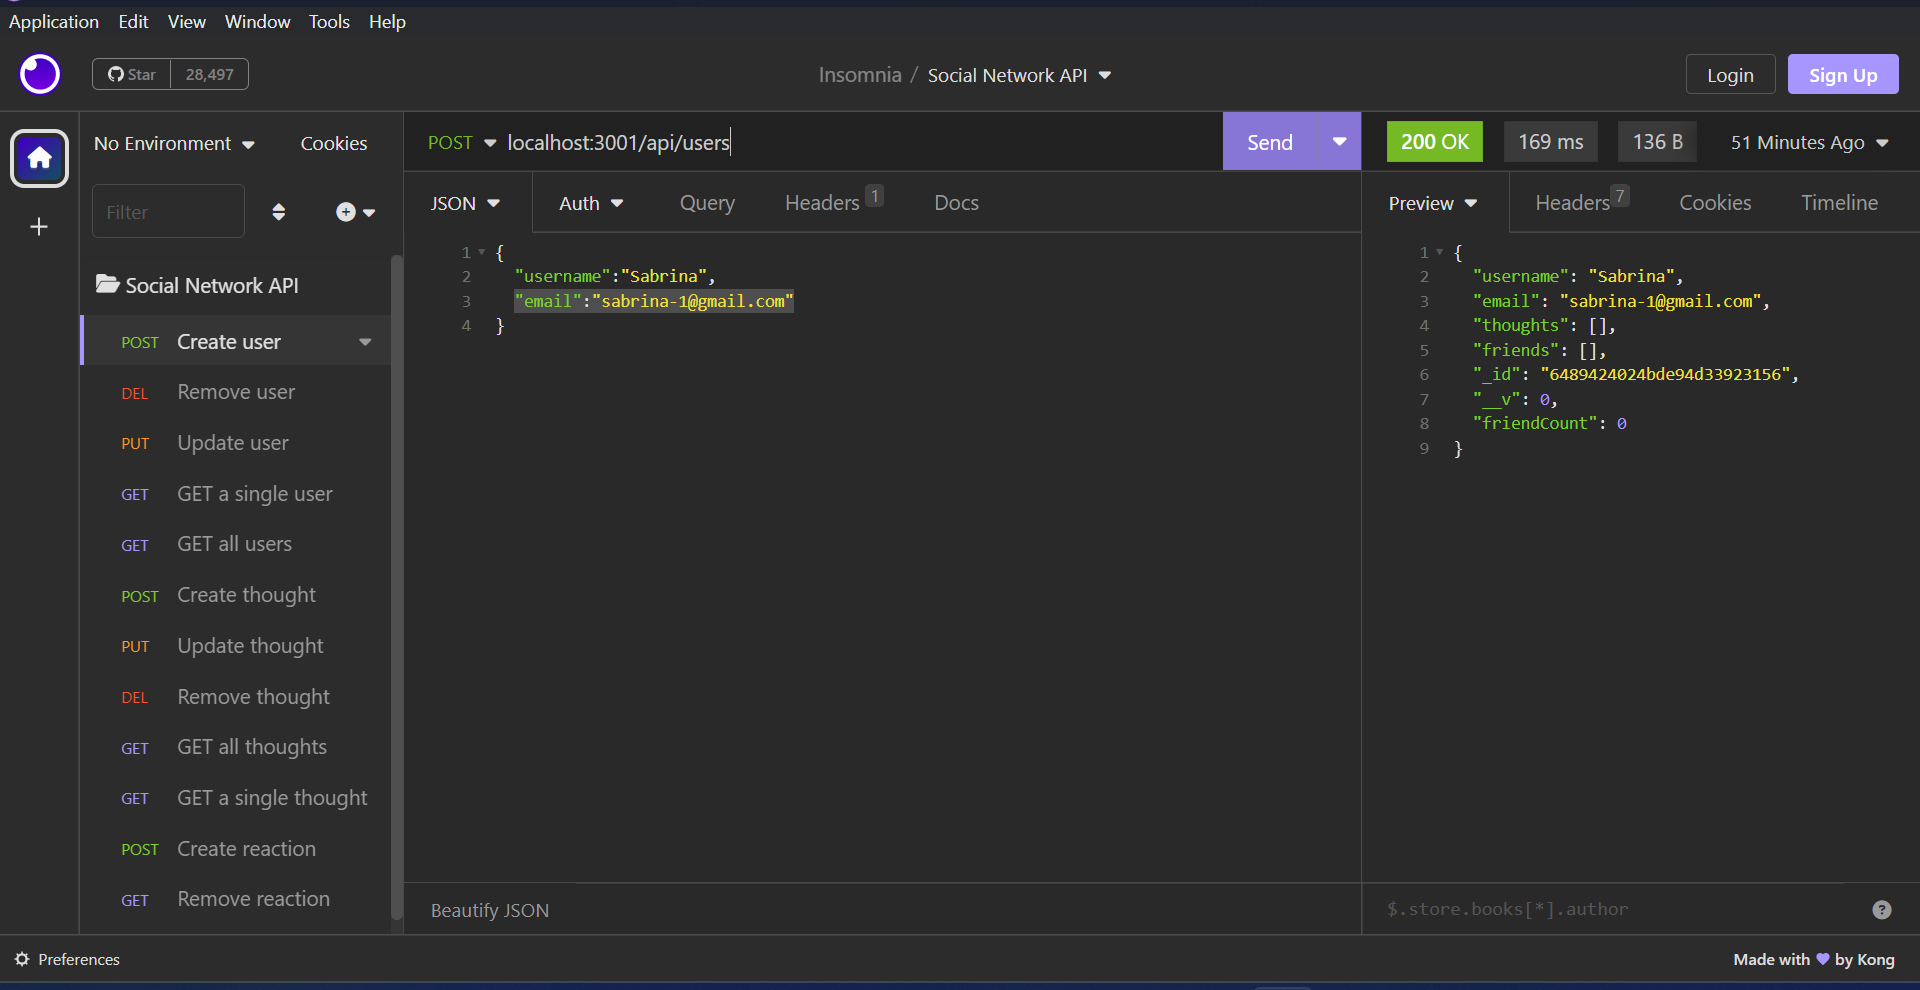 Application Edit View Window Tools Help
Star 28,497
Insomnia / Social Network API
Login Sign Up
No Environment Cookies
POST localhost:3001/api/users Send
200 OK 169 ms 136 B 51 Minutes Ago
Filter
JSON Auth Query Headers 1 Docs
Preview Headers 7 Cookies Timeline
Social Network API
POST Create user
DEL Remove user
PUT Update user
GET GET a single user
GET GET all users
POST Create thought
PUT Update thought
DEL Remove thought
GET GET all thoughts
GET GET a single thought
POST Create reaction
GET Remove reaction
1 {
2 "username":"Sabrina",
3 "email":"sabrina-1@gmail.com"
4 }
Beautify JSON
1 {
2 "username": "Sabrina",
3 "email": "sabrina-1@gmail.com",
4 "thoughts": [],
5 "friends": [],
6 "_id": "6489424024bde94d33923156",
7 "__v": 0,
8 "friendCount": 0
9 }
$.store.books[*].author ?
Preferences
Made with 💜 by Kong